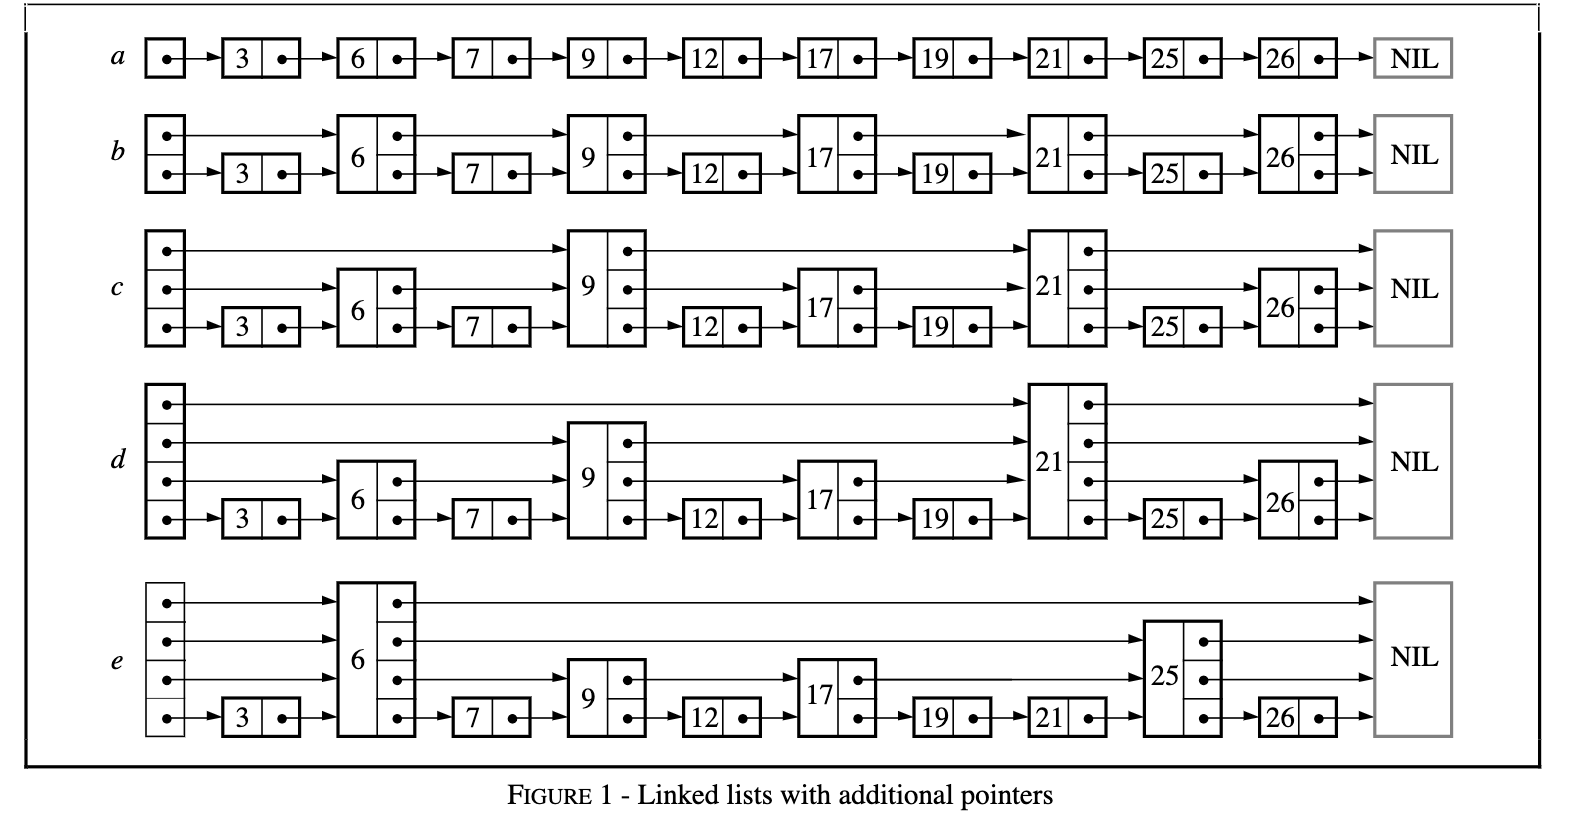 a 3 6 7 9 12 17 19 21 25 26 NIL
b 3 6 7 9 12 17 19 21 25 26 NIL
c 3 6 7 9 12 17 19 21 25 26 NIL
d 3 6 7 9 12 17 19 21 25 26 NIL
e 3 6 7 9 12 17 19 21 25 26 NIL
FIGURE 1 - Linked lists with additional pointers